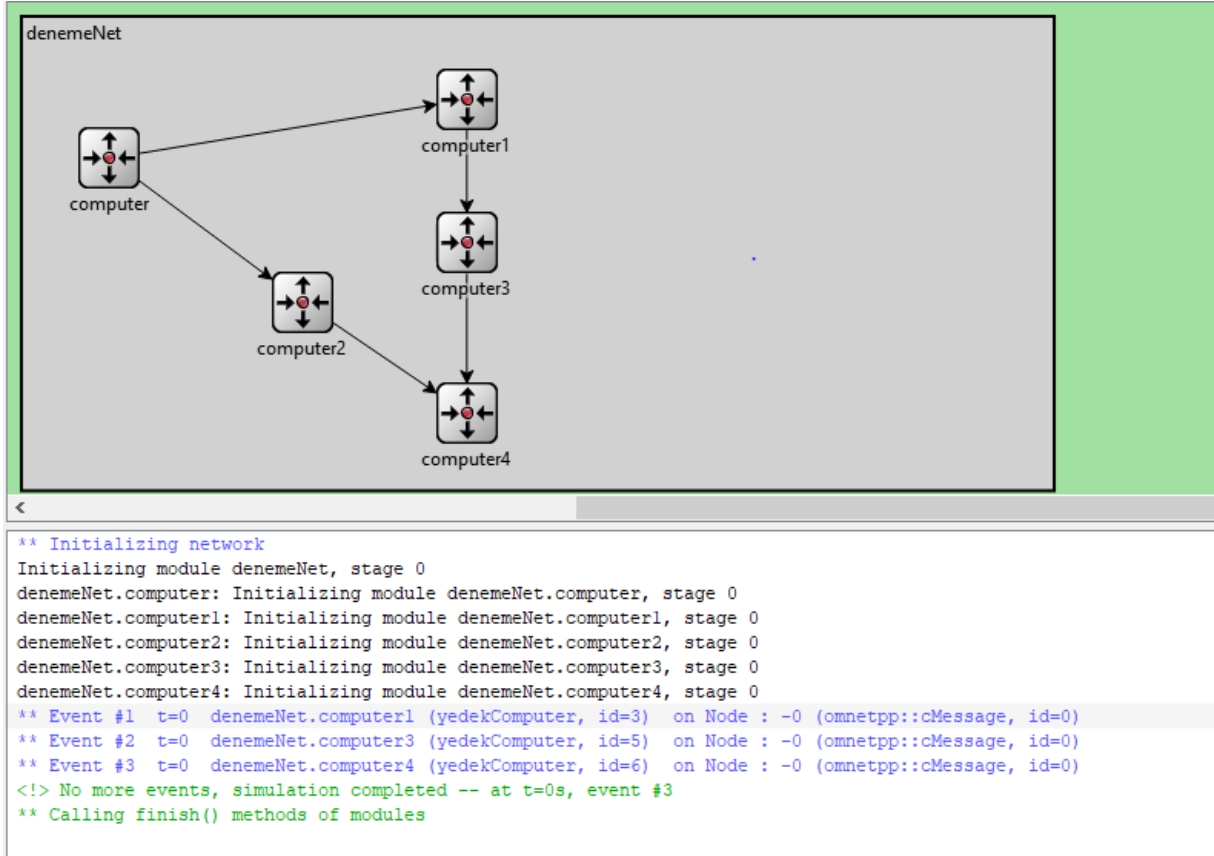 denemeNet
computer1
computer
computer3
computer2
computer4
<
** Initializing network
Initializing module denemeNet, stage 0
denemeNet.computer: Initializing module denemeNet.computer, stage 0
denemeNet.computer1: Initializing module denemeNet.computer1, stage 0
denemeNet.computer2: Initializing module denemeNet.computer2, stage 0
denemeNet.computer3: Initializing module denemeNet.computer3, stage 0
denemeNet.computer4: Initializing module denemeNet.computer4, stage 0
** Event #1  t=0  denemeNet.computer1 (yedekComputer, id=3)  on Node : -0 (omnetpp::cMessage, id=0)
** Event #2  t=0  denemeNet.computer3 (yedekComputer, id=5)  on Node : -0 (omnetpp::cMessage, id=0)
** Event #3  t=0  denemeNet.computer4 (yedekComputer, id=6)  on Node : -0 (omnetpp::cMessage, id=0)
<!> No more events, simulation completed -- at t=0s, event #3
** Calling finish() methods of modules